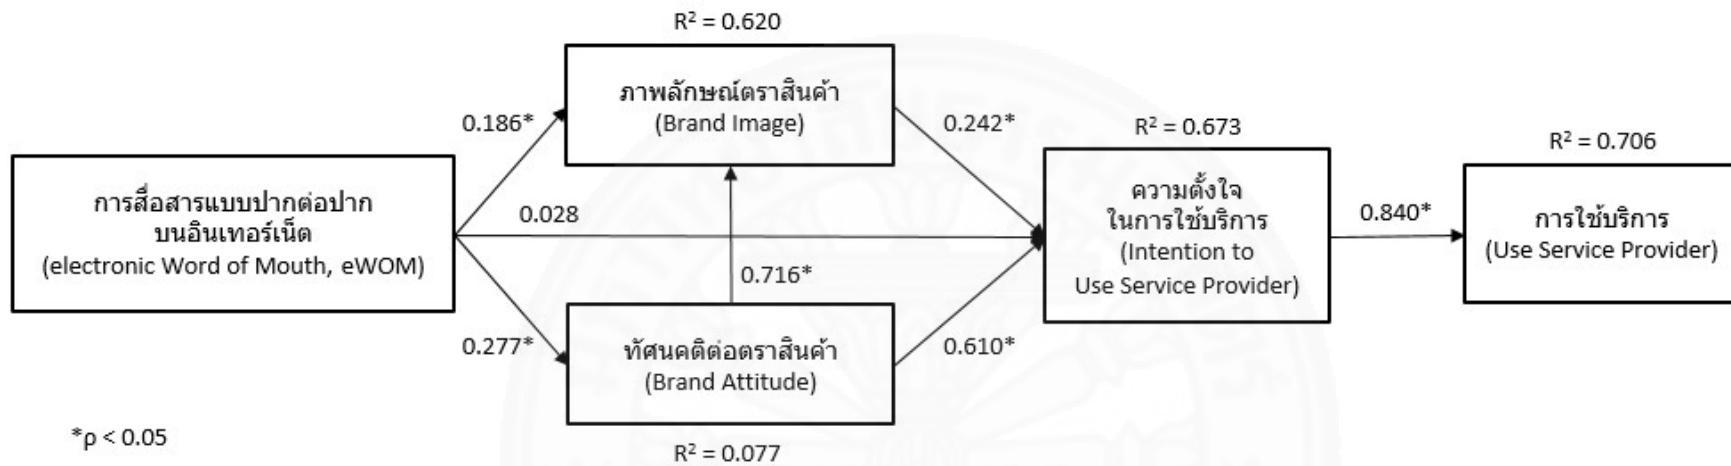 R² = 0.620
ภาพลักษณ์ตราสินค้า
(Brand Image)
0.186*
0.242*
R² = 0.673
R² = 0.706
การสื่อสารแบบปากต่อปาก
บนอินเทอร์เน็ต
(electronic Word of Mouth, eWOM)
0.028
ความตั้งใจ
ในการใช้บริการ
(Intention to
Use Service Provider)
0.840*
การใช้บริการ
(Use Service Provider)
0.716*
0.277*
ทัศนคติต่อตราสินค้า
(Brand Attitude)
0.610*
*ρ < 0.05
R² = 0.077